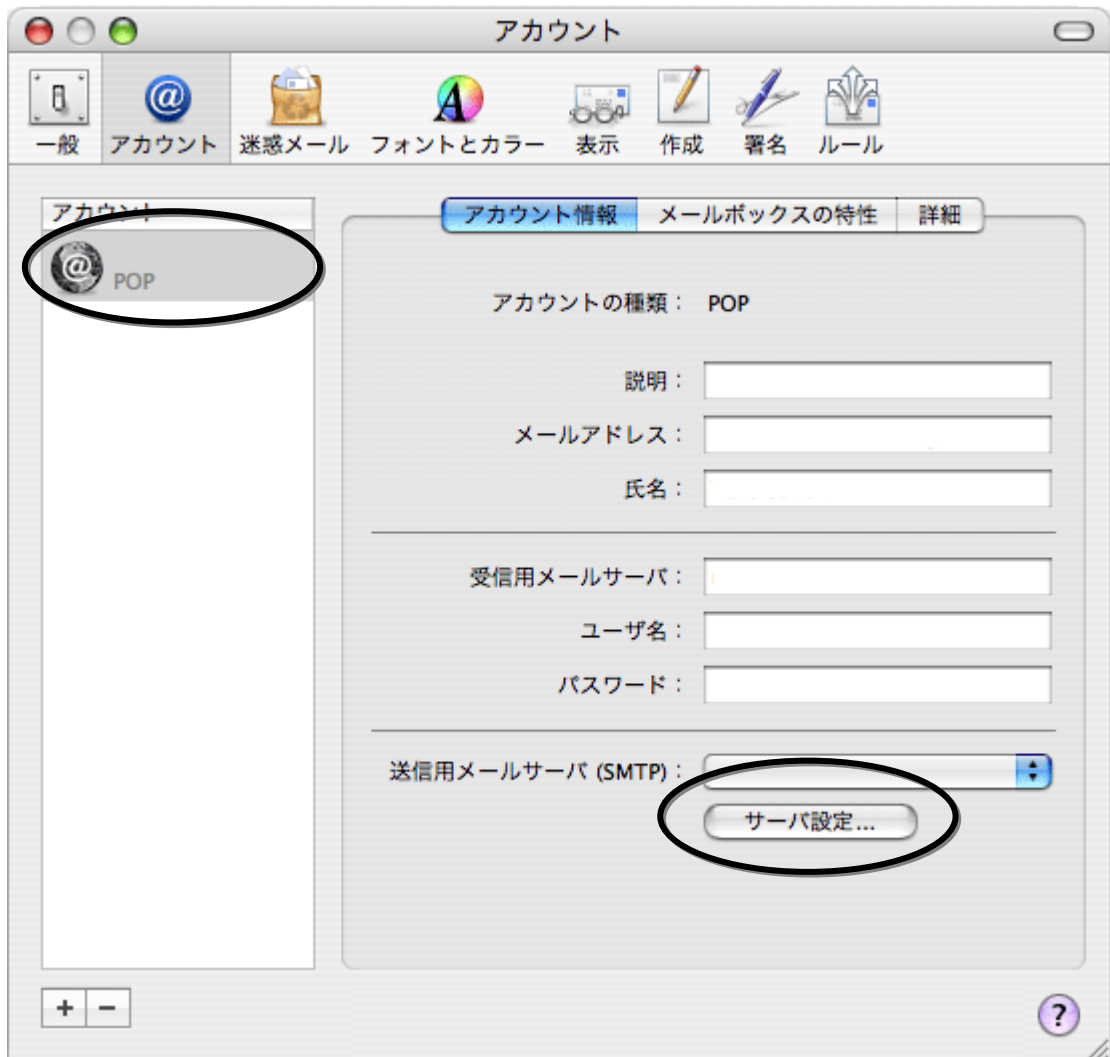 アカウント
一般 アカウント 迷惑メール フォントとカラー 表示 作成 署名 ルール
アカウント
POP
アカウント情報 メールボックスの特性 詳細
アカウントの種類： POP
説明：
メールアドレス：
氏名：
受信用メールサーバ：
ユーザ名：
パスワード：
送信用メールサーバ (SMTP)：
サーバ設定...
+ −
?